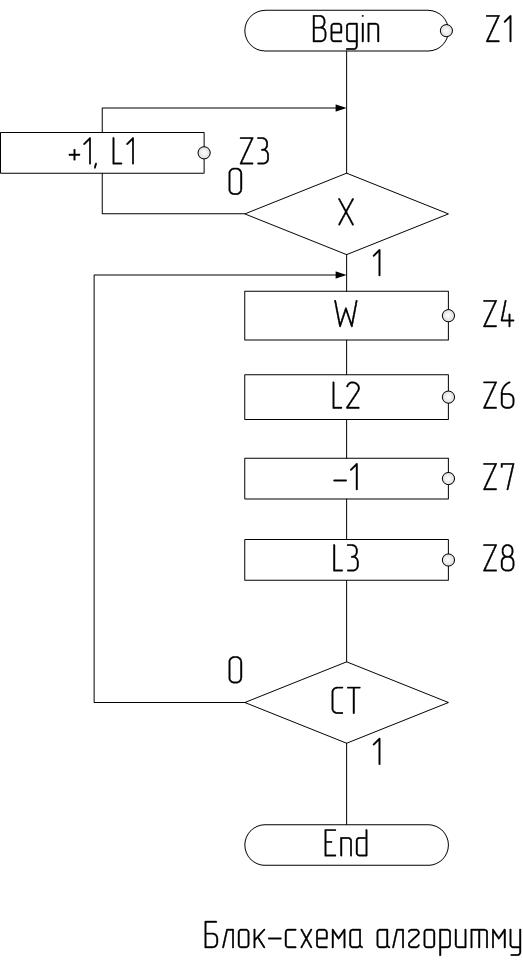 Begin Z1
+1, L1 Z3
0
X
1
W Z4
L2 Z6
-1 Z7
L3 Z8
0
CT
1
End
Блок-схема алгоритму